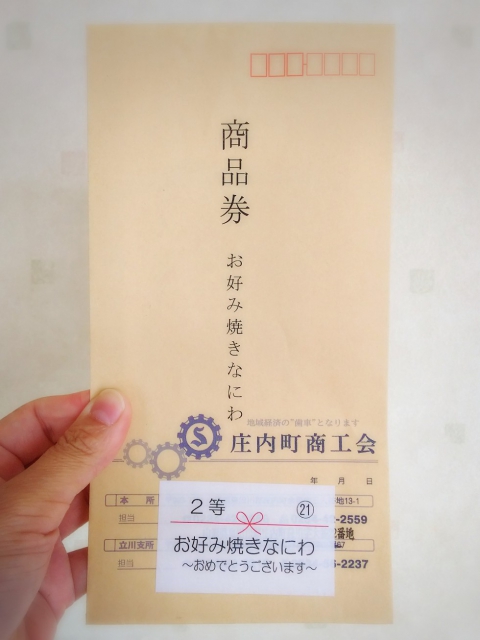 商品券 お好み焼きなにわ
地域経済の"歯車"となります
S
庄内町商工会
年 月 日
本 所
地13-1
担当
-2559
番地
立川支所
担当
-2237
2等 ㉑
お好み焼きなにわ
～おめでとうございます～